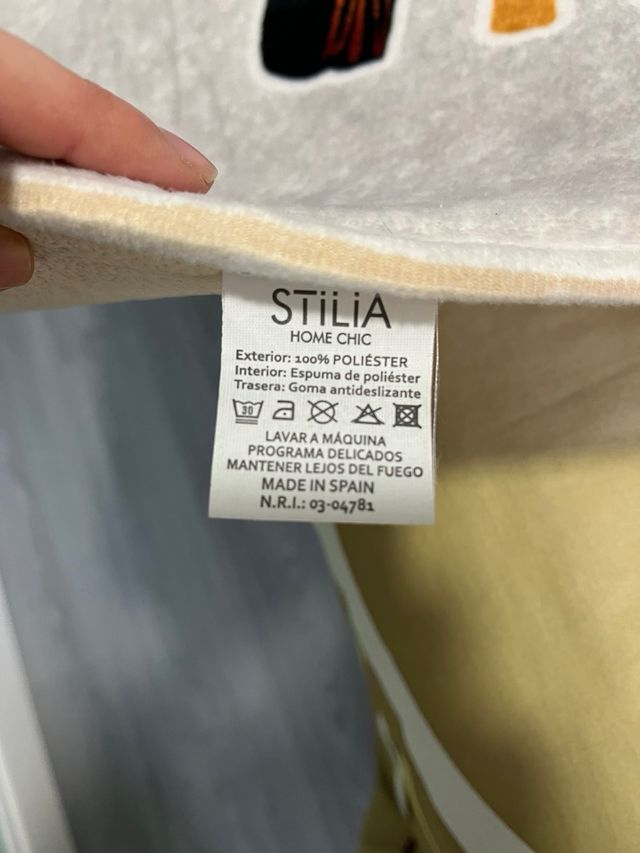 STiLiA
HOME CHIC
Exterior: 100% POLIÉSTER
Interior: Espuma de poliéster
Trasera: Goma antideslizante
30
LAVAR A MÁQUINA
PROGRAMA DELICADOS
MANTENER LEJOS DEL FUEGO
MADE IN SPAIN
N.R.I.: 03-04781